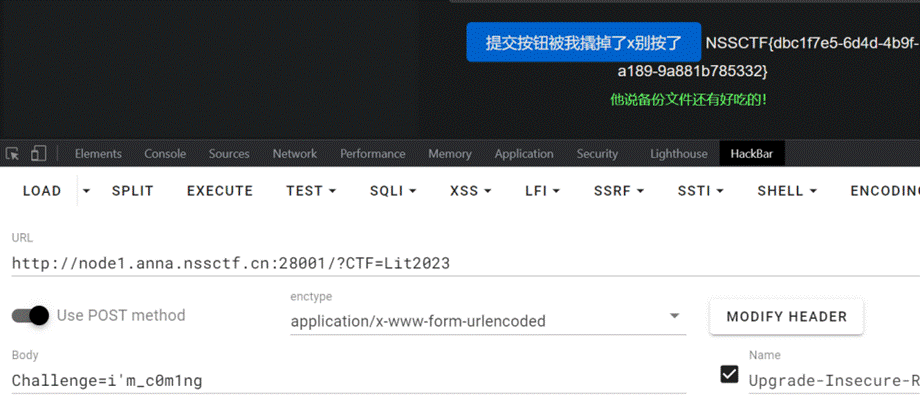 提交按钮被我撬掉了x别按了 NSSCTF{dbc1f7e5-6d4d-4b9f-
a189-9a881b785332}
他说备份文件还有好吃的!
Elements Console Sources Network Performance Memory Application Security Lighthouse HackBar
LOAD SPLIT EXECUTE TEST SQLI XSS LFI SSRF SSTI SHELL ENCODING
URL
http://node1.anna.nssctf.cn:28001/?CTF=Lit2023
Use POST method
enctype
application/x-www-form-urlencoded
MODIFY HEADER
Body
Challenge=i'm_c0m1ng
Name
Upgrade-Insecure-R